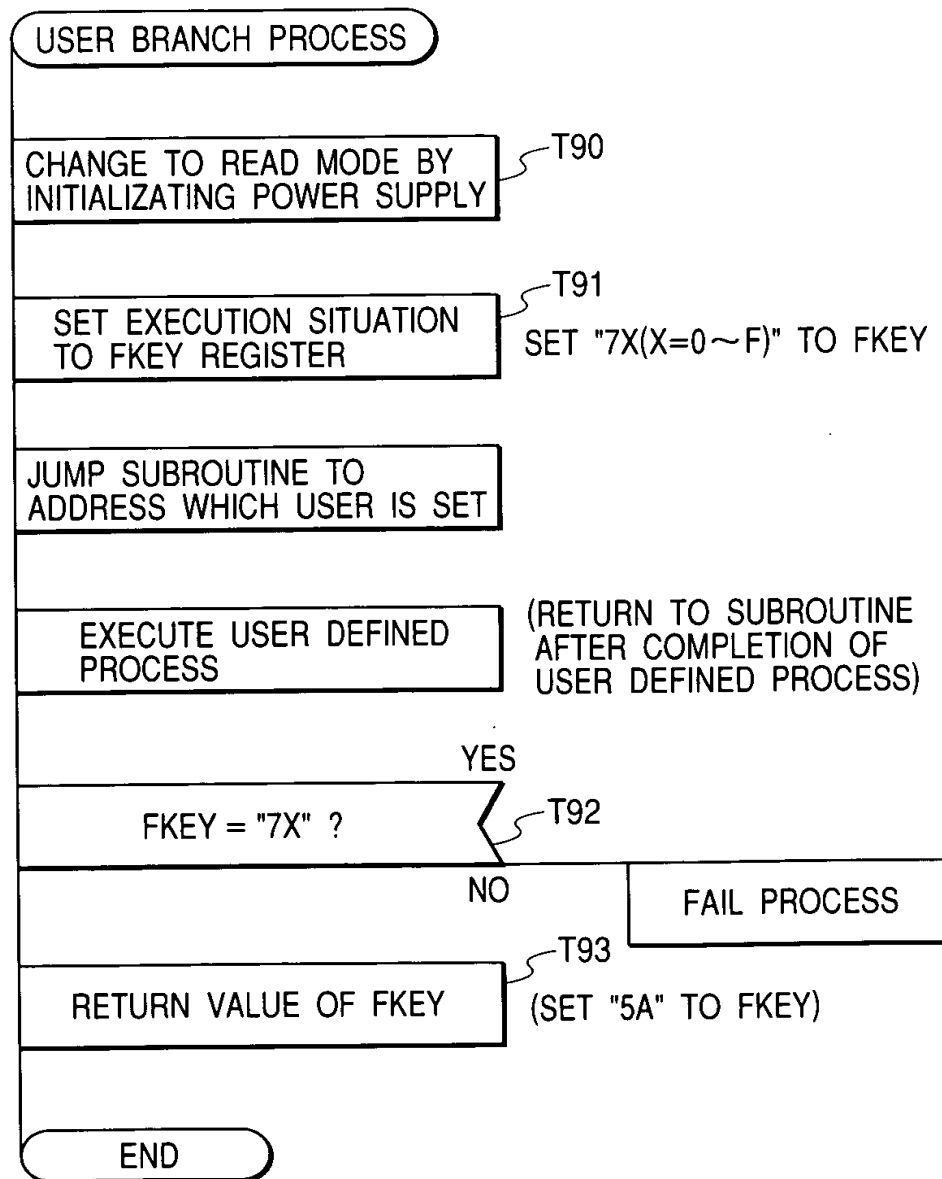 USER BRANCH PROCESS
CHANGE TO READ MODE BY
INITIALIZATING POWER SUPPLY
T90
SET EXECUTION SITUATION
TO FKEY REGISTER
T91
SET "7X(X=0～F)" TO FKEY
JUMP SUBROUTINE TO
ADDRESS WHICH USER IS SET
EXECUTE USER DEFINED
PROCESS
(RETURN TO SUBROUTINE
AFTER COMPLETION OF
USER DEFINED PROCESS)
YES
FKEY = "7X" ?
T92
NO
FAIL PROCESS
T93
RETURN VALUE OF FKEY
(SET "5A" TO FKEY)
END